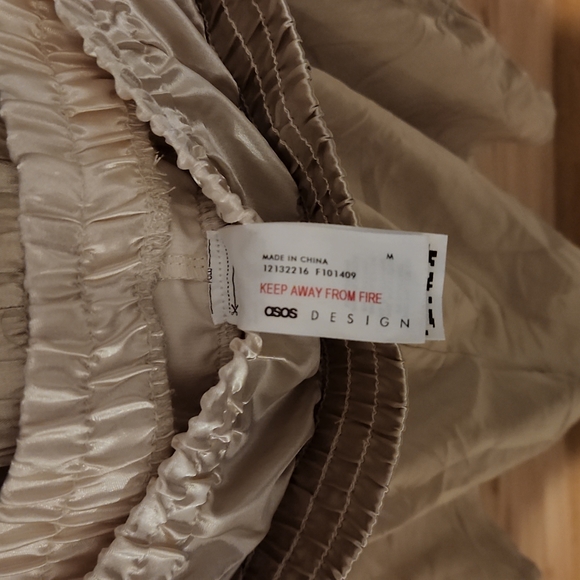 MADE IN CHINA M
12132216 F101409
KEEP AWAY FROM FIRE
asos DESIGN